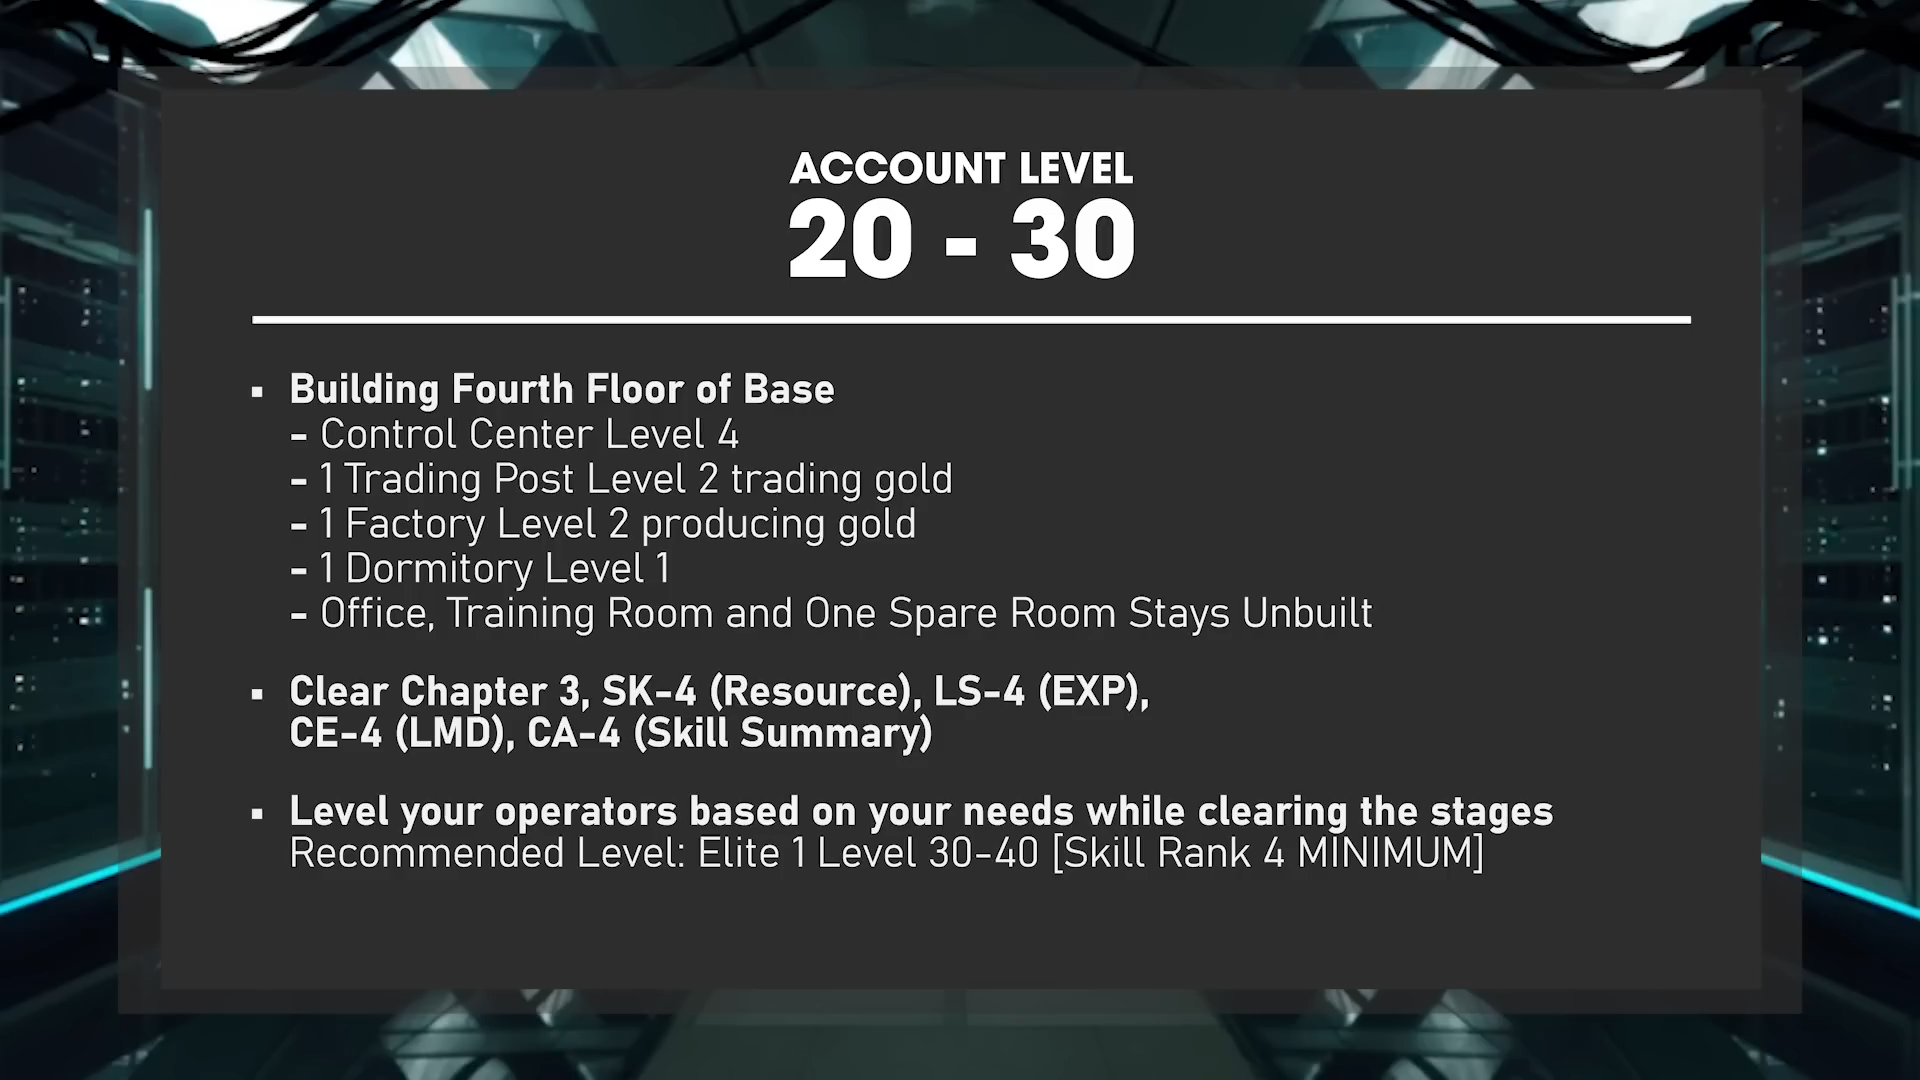 ACCOUNT LEVEL
20 - 30
▪ Building Fourth Floor of Base
- Control Center Level 4
- 1 Trading Post Level 2 trading gold
- 1 Factory Level 2 producing gold
- 1 Dormitory Level 1
- Office, Training Room and One Spare Room Stays Unbuilt
▪ Clear Chapter 3, SK-4 (Resource), LS-4 (EXP),
CE-4 (LMD), CA-4 (Skill Summary)
▪ Level your operators based on your needs while clearing the stages
Recommended Level: Elite 1 Level 30-40 [Skill Rank 4 MINIMUM]